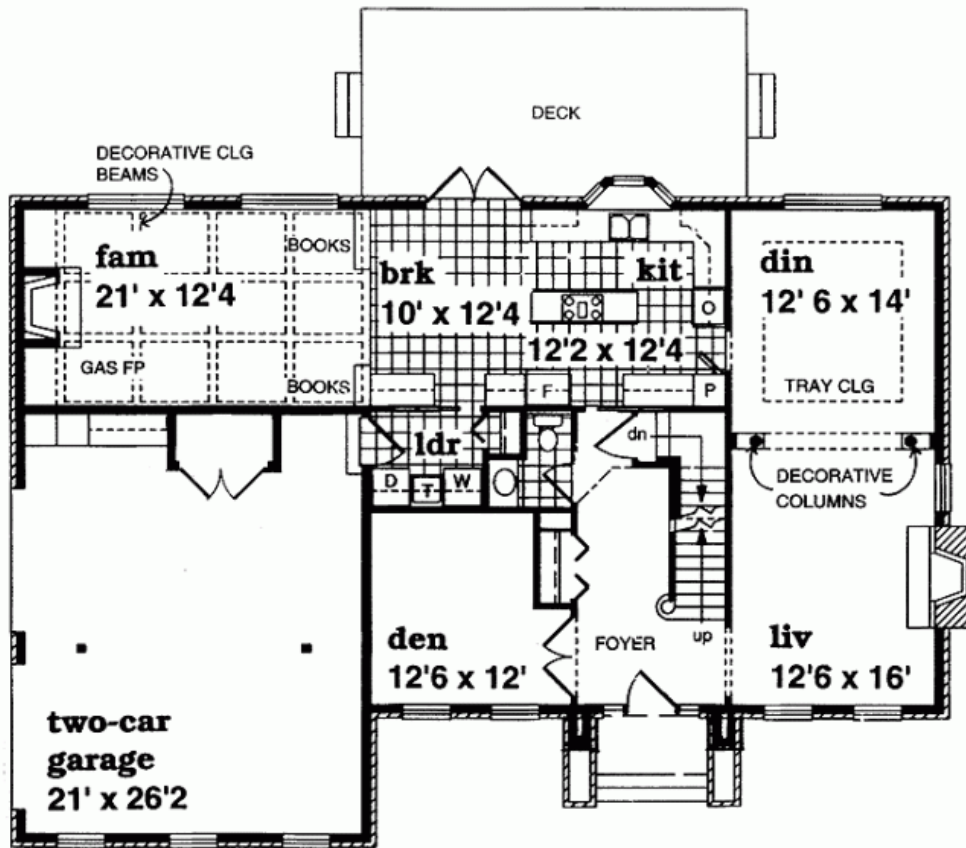 DECK
DECORATIVE CLG
BEAMS
fam
21' x 12'4
BOOKS
GAS FP
BOOKS
brk
10' x 12'4
kit
12'2 x 12'4
F
P
din
12' 6 x 14'
TRAY CLG
DECORATIVE
COLUMNS
ldr
D
T
W
dn
up
den
12'6 x 12'
FOYER
liv
12'6 x 16'
two-car
garage
21' x 26'2